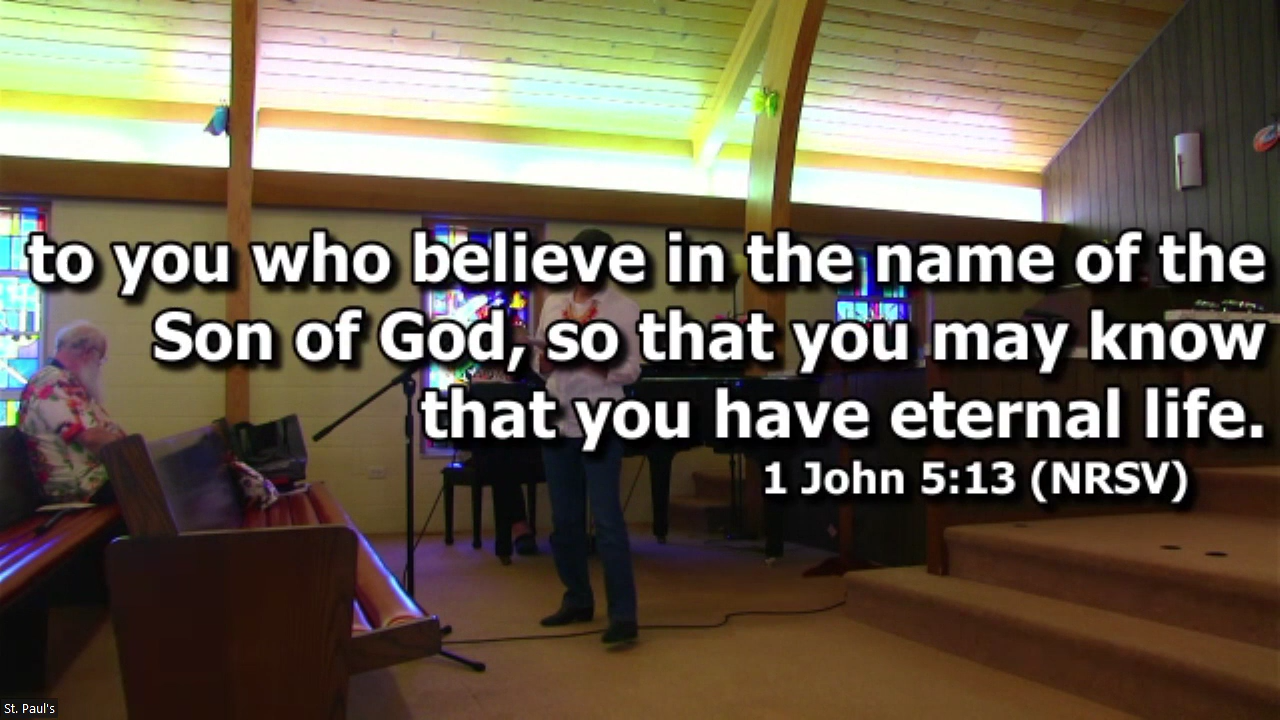 to you who believe in the name of the
Son of God, so that you may know
that you have eternal life.
1 John 5:13 (NRSV)
St. Paul's